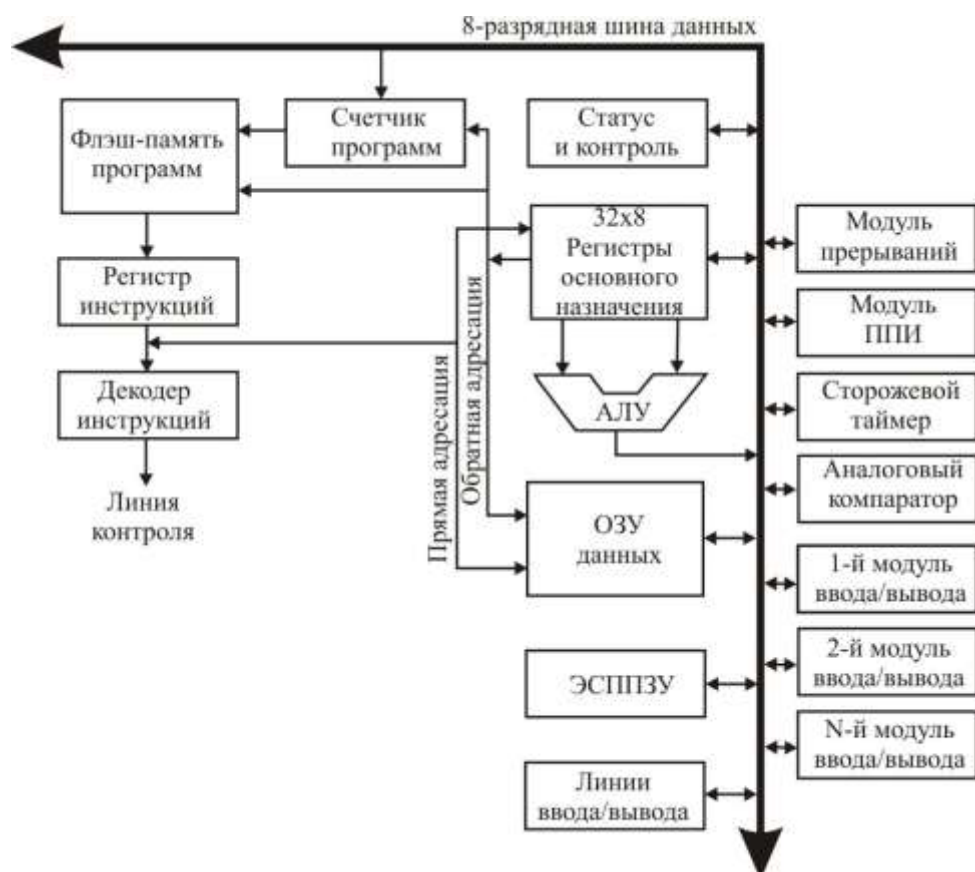 8-разрядная шина данных
Флэш-память
программ
Счетчик
программ
Статус
и контроль
32х8
Регистры
основного
назначения
Модуль
прерываний
Регистр
инструкций
Модуль
ППИ
Декодер
инструкций
Прямая адресация
Обратная адресация
АЛУ
Сторожевой
таймер
Линия
контроля
ОЗУ
данных
Аналоговый
компаратор
1-й модуль
ввода/вывода
ЭСППЗУ
2-й модуль
ввода/вывода
N-й модуль
ввода/вывода
Линии
ввода/вывода